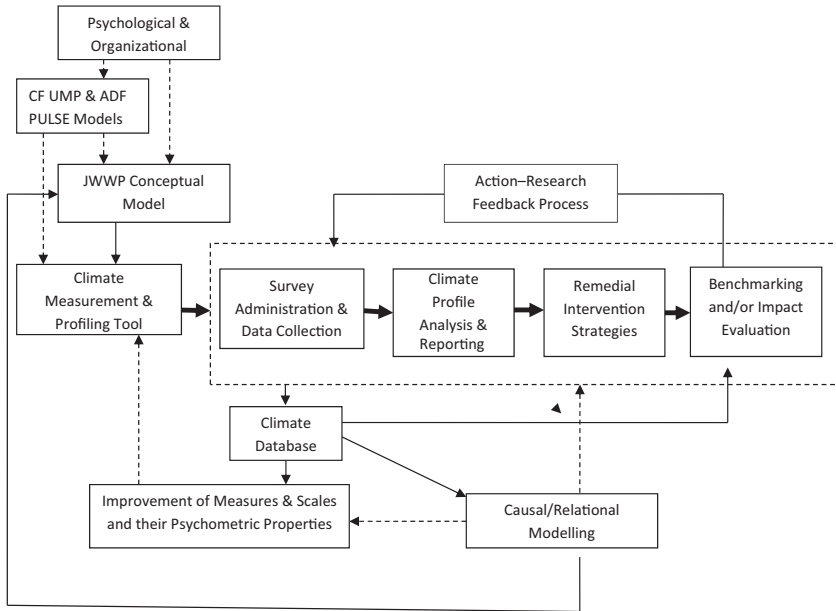 Psychological &
Organizational
CF UMP & ADF
PULSE Models
JWWP Conceptual
Model
Action–Research
Feedback Process
Climate
Measurement &
Profiling Tool
Survey
Administration &
Data Collection
Climate
Profile
Analysis &
Reporting
Remedial
Intervention
Strategies
Benchmarking
and/or Impact
Evaluation
Climate
Database
Improvement of Measures & Scales
and their Psychometric Properties
Causal/Relational
Modelling